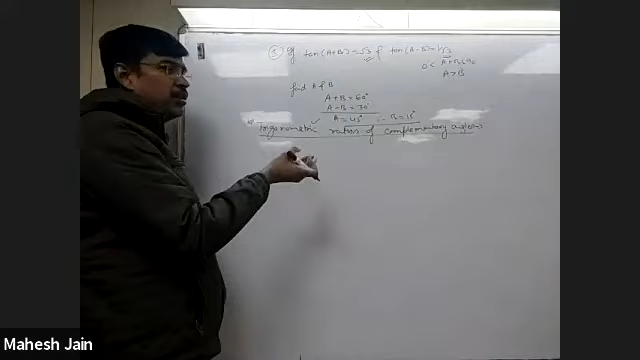 (5) If tan(A+B)=√3 & tan(A-B)=1/√3
0 < A+B ≤ 90
A>B
find A & B
A+B = 60°
A-B = 30°
A = 45° ∴ B = 15°
Trigonometric ratios of complementary angles
Mahesh Jain